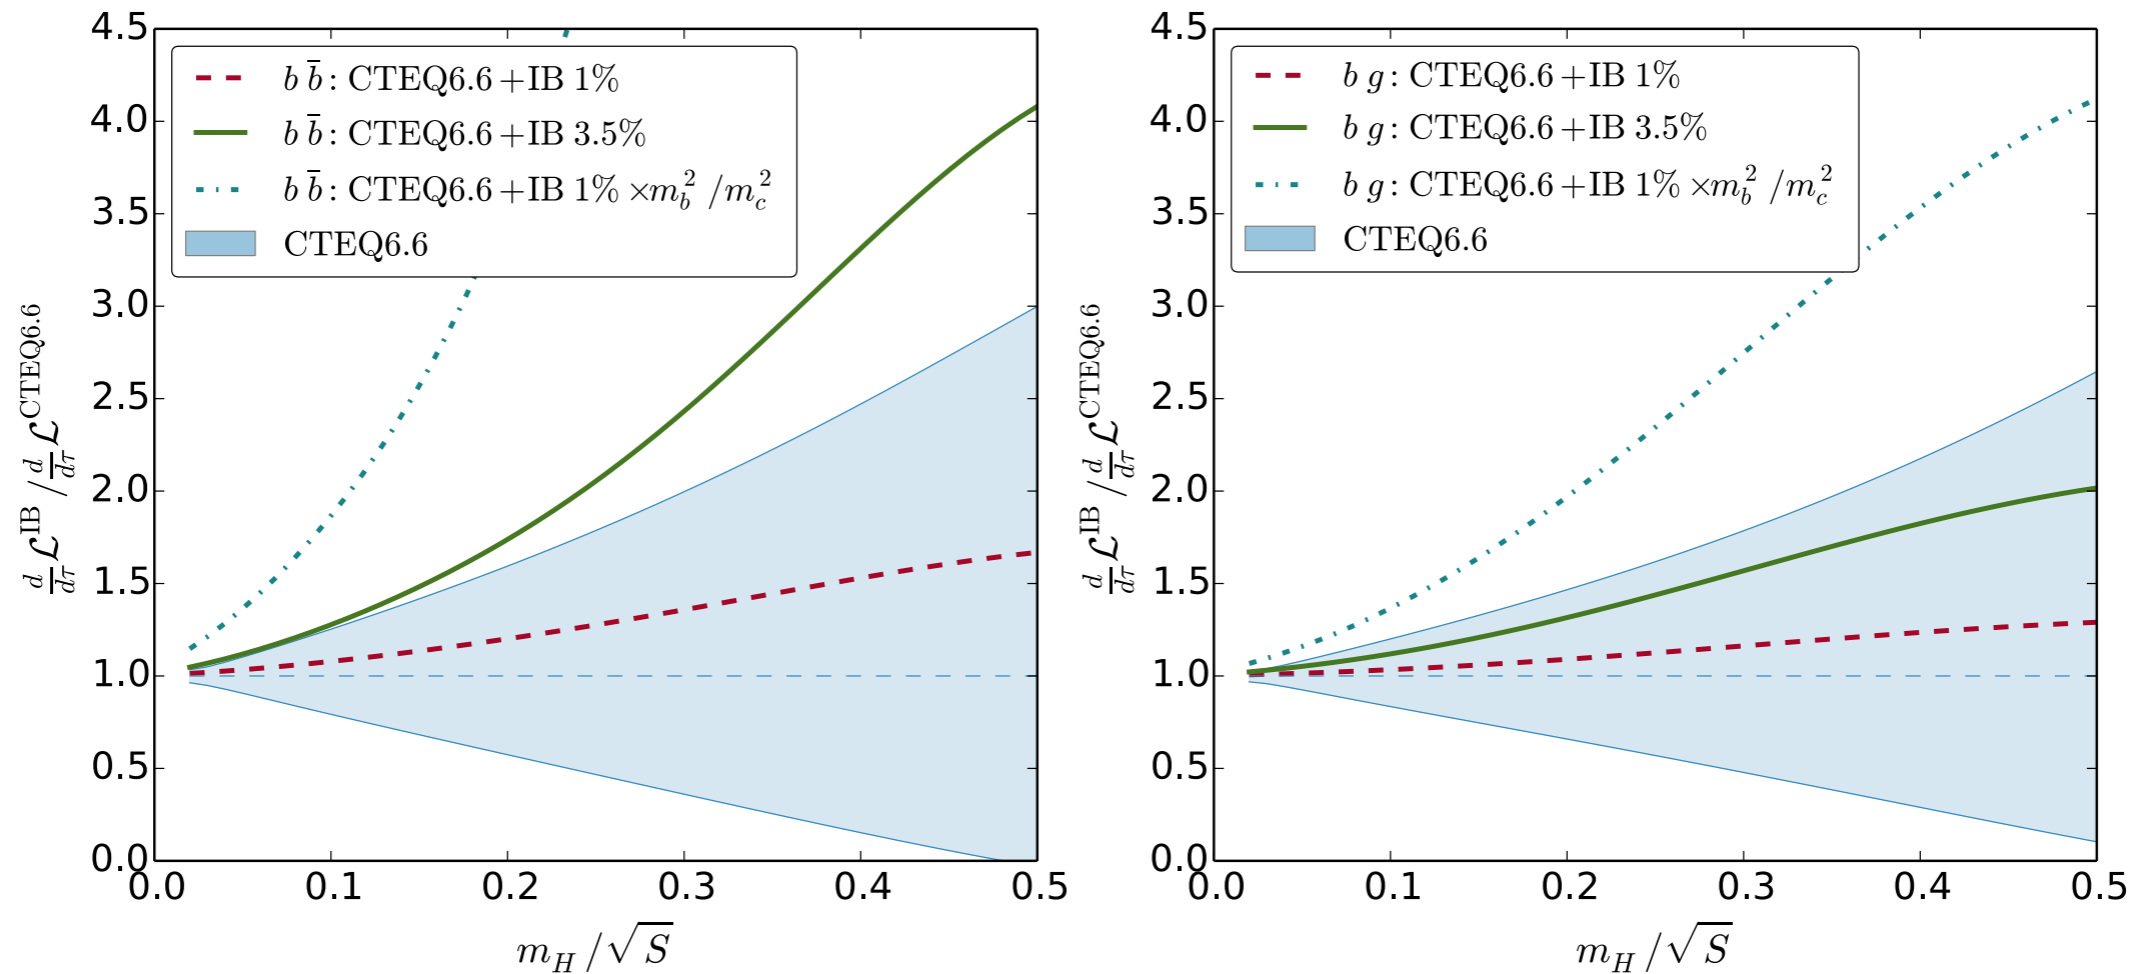 4.5
4.0
3.5
3.0
2.5
2.0
1.5
1.0
0.5
0.0
d/dτ ℒ^IB / d/dτ ℒ^CTEQ6.6
b b̄ : CTEQ6.6 +IB 1%
b b̄ : CTEQ6.6 +IB 3.5%
b b̄ : CTEQ6.6 +IB 1% ×m_b^2 /m_c^2
CTEQ6.6
0.0 0.1 0.2 0.3 0.4 0.5
m_H /√S
4.5
4.0
3.5
3.0
2.5
2.0
1.5
1.0
0.5
0.0
d/dτ ℒ^IB / d/dτ ℒ^CTEQ6.6
b g : CTEQ6.6 +IB 1%
b g : CTEQ6.6 +IB 3.5%
b g : CTEQ6.6 +IB 1% ×m_b^2 /m_c^2
CTEQ6.6
0.0 0.1 0.2 0.3 0.4 0.5
m_H /√S